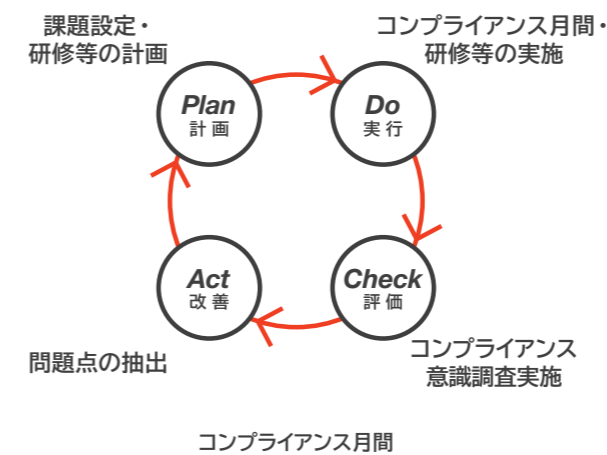 課題設定・
研修等の計画
コンプライアンス月間・
研修等の実施
Plan
計画
Do
実行
Act
改善
Check
評価
問題点の抽出
コンプライアンス
意識調査実施
コンプライアンス月間